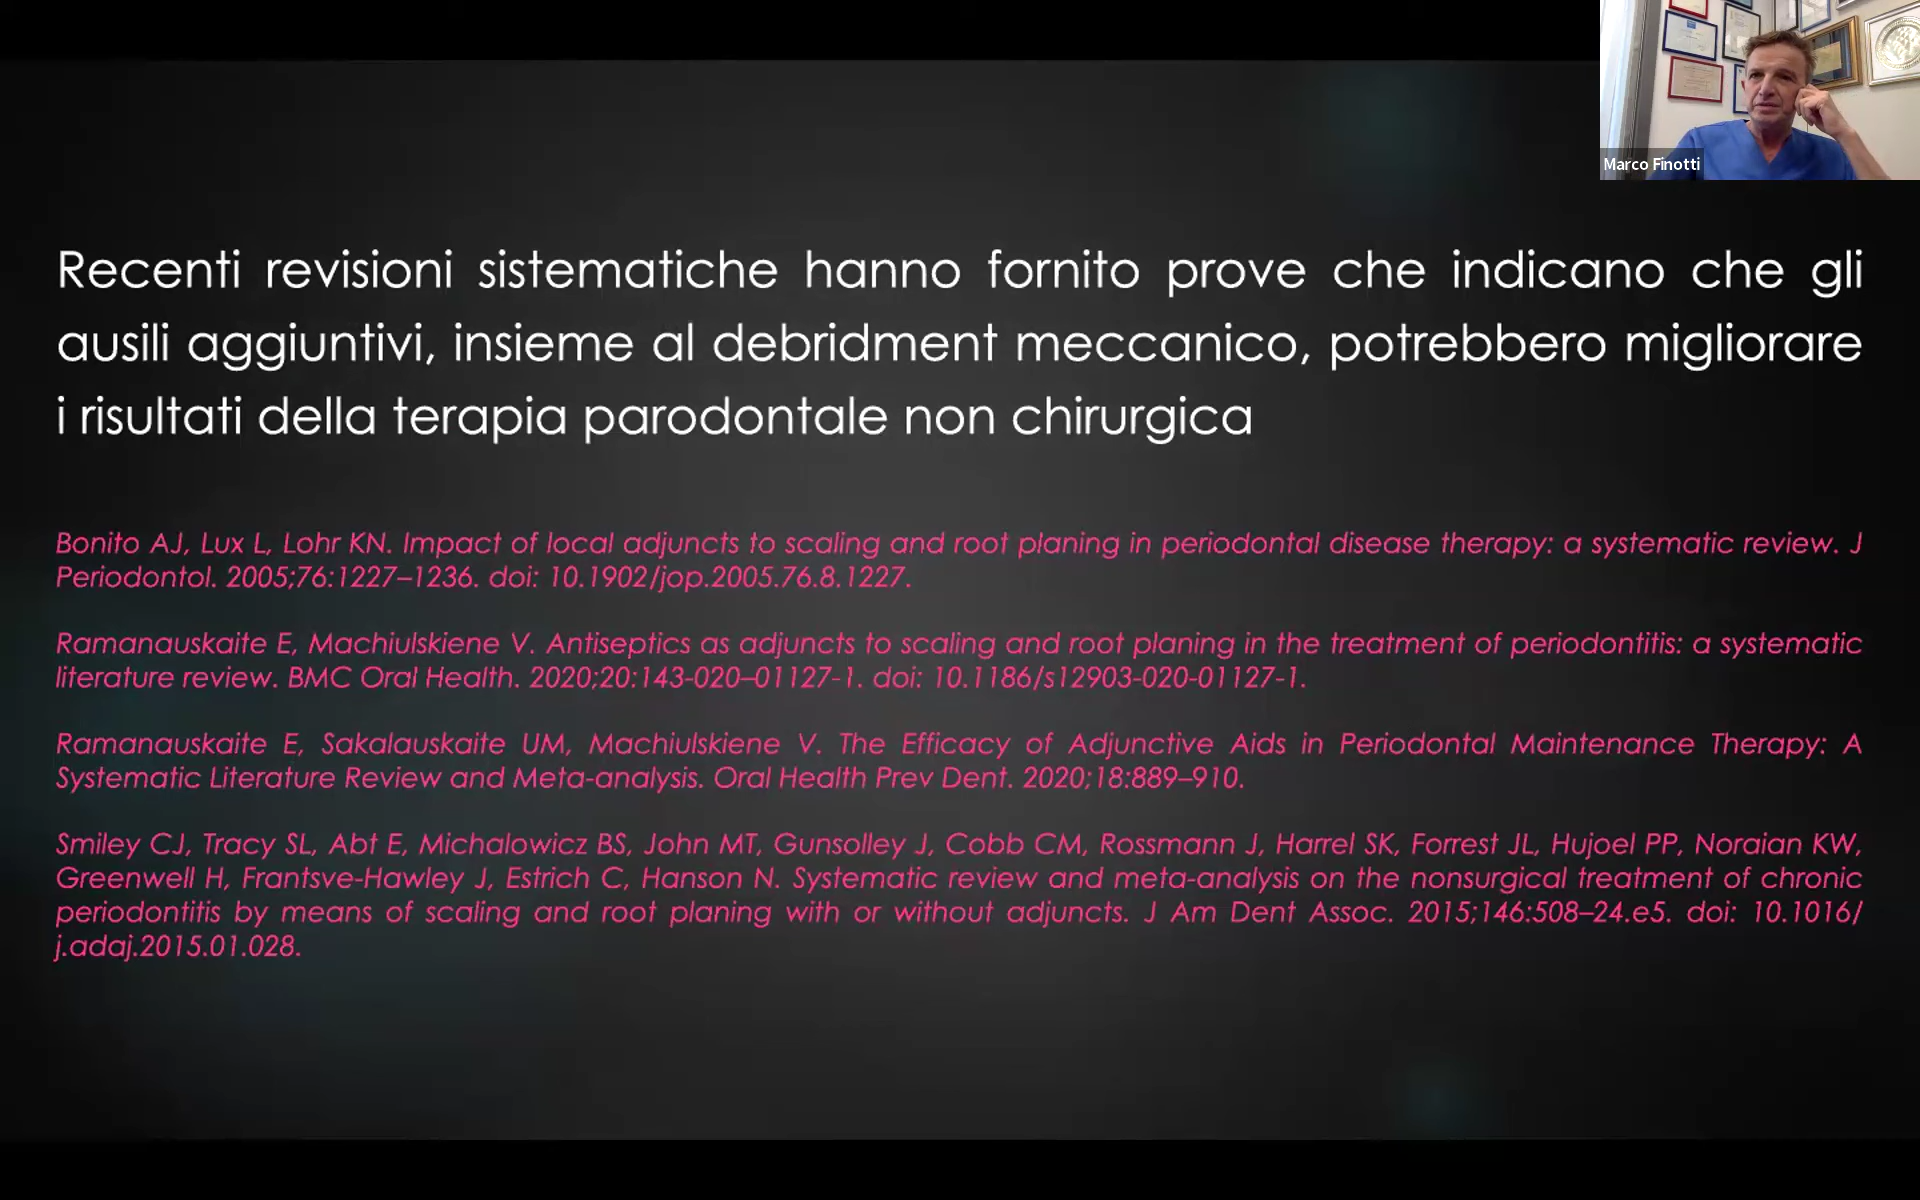 Marco Finotti
Recenti revisioni sistematiche hanno fornito prove che indicano che gli
ausili aggiuntivi, insieme al debridment meccanico, potrebbero migliorare
i risultati della terapia parodontale non chirurgica
Bonito AJ, Lux L, Lohr KN. Impact of local adjuncts to scaling and root planing in periodontal disease therapy: a systematic review. J
Periodontol. 2005;76:1227–1236. doi: 10.1902/jop.2005.76.8.1227.
Ramanauskaite E, Machiulskiene V. Antiseptics as adjuncts to scaling and root planing in the treatment of periodontitis: a systematic
literature review. BMC Oral Health. 2020;20:143-020–01127-1. doi: 10.1186/s12903-020-01127-1.
Ramanauskaite E, Sakalauskaite UM, Machiulskiene V. The Efficacy of Adjunctive Aids in Periodontal Maintenance Therapy: A
Systematic Literature Review and Meta-analysis. Oral Health Prev Dent. 2020;18:889–910.
Smiley CJ, Tracy SL, Abt E, Michalowicz BS, John MT, Gunsolley J, Cobb CM, Rossmann J, Harrel SK, Forrest JL, Hujoel PP, Noraian KW,
Greenwell H, Frantsve-Hawley J, Estrich C, Hanson N. Systematic review and meta-analysis on the nonsurgical treatment of chronic
periodontitis by means of scaling and root planing with or without adjuncts. J Am Dent Assoc. 2015;146:508–24.e5. doi: 10.1016/
j.adaj.2015.01.028.